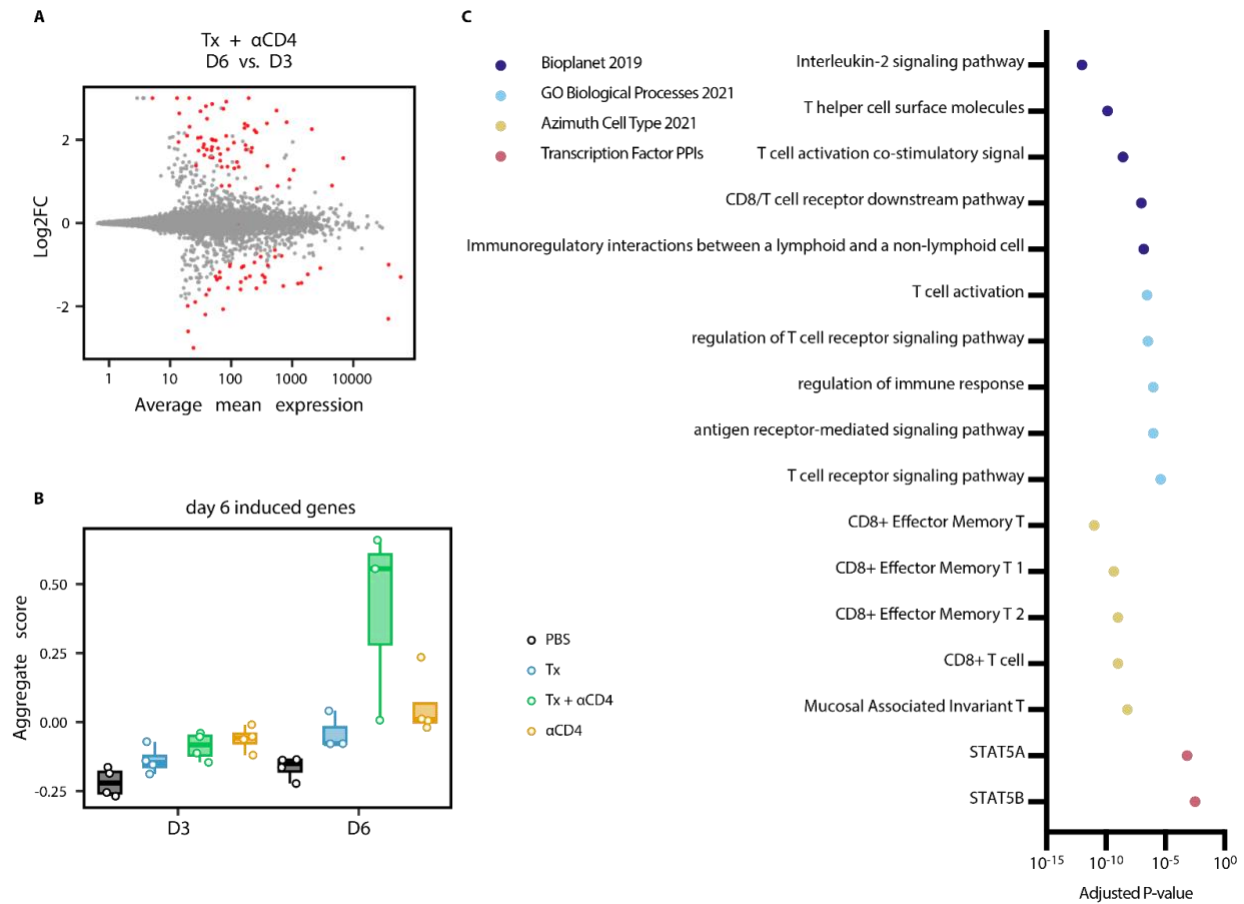 A
Tx + αCD4
D6 vs. D3
2
0
-2
Log2FC
1
10
100
1000
10000
Average mean expression
B
day 6 induced genes
0.50
0.25
0.00
-0.25
Aggregate score
D3
D6
PBS
Tx
Tx + αCD4
αCD4
C
Bioplanet 2019
GO Biological Processes 2021
Azimuth Cell Type 2021
Transcription Factor PPIs
Interleukin-2 signaling pathway
T helper cell surface molecules
T cell activation co-stimulatory signal
CD8/T cell receptor downstream pathway
Immunoregulatory interactions between a lymphoid and a non-lymphoid cell
T cell activation
regulation of T cell receptor signaling pathway
regulation of immune response
antigen receptor-mediated signaling pathway
T cell receptor signaling pathway
CD8+ Effector Memory T
CD8+ Effector Memory T 1
CD8+ Effector Memory T 2
CD8+ T cell
Mucosal Associated Invariant T
STAT5A
STAT5B
10⁻¹⁵
10⁻¹⁰
10⁻⁵
10⁰
Adjusted P-value